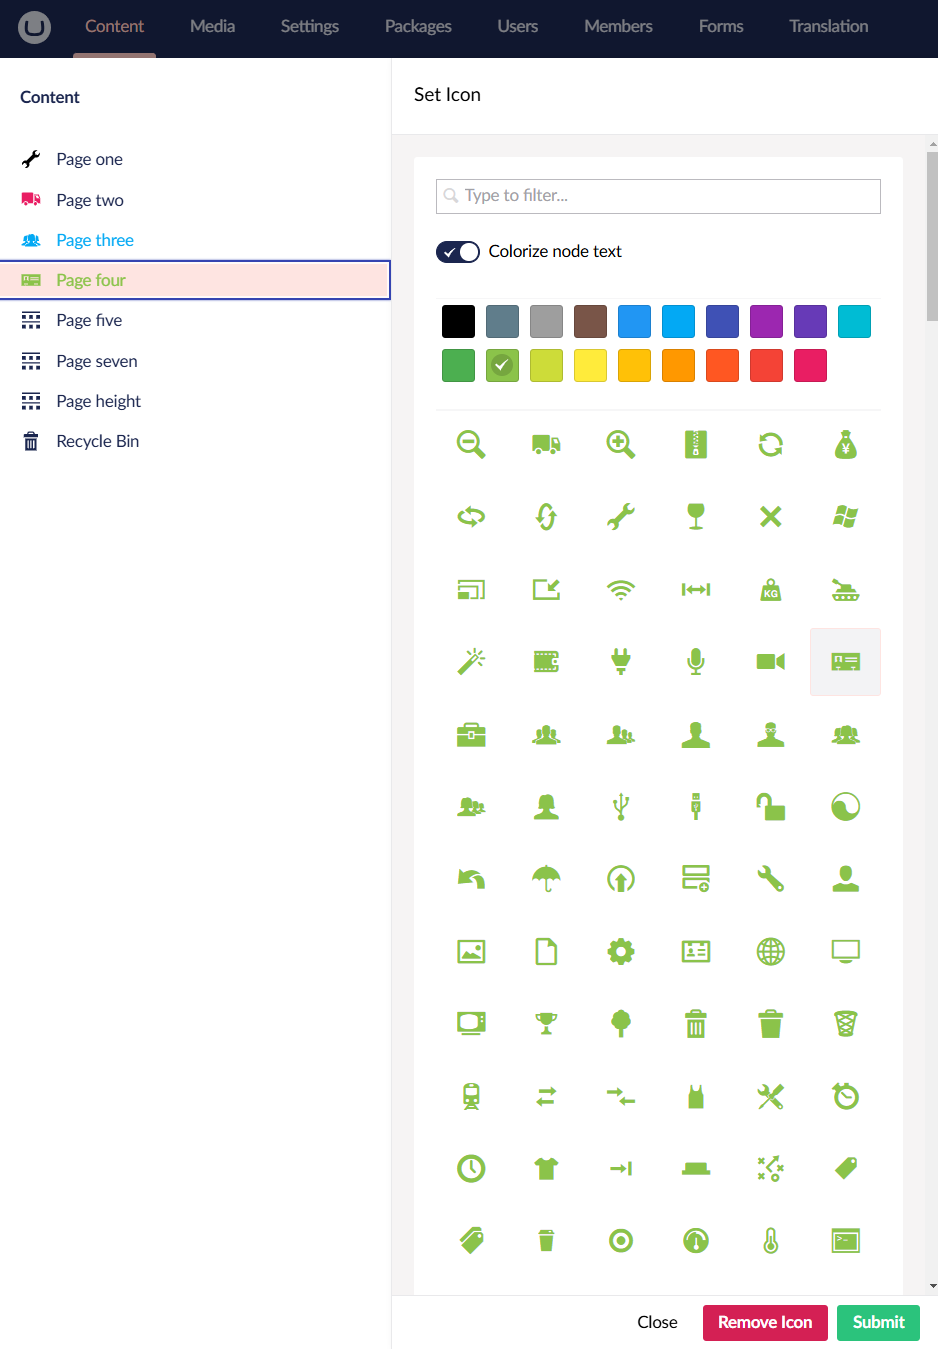 Content Media Settings Packages Users Members Forms Translation
Content
Page one
Page two
Page three
Page four
Page five
Page seven
Page height
Recycle Bin
Set Icon
Type to filter...
Colorize node text
¥
KG
Close Remove Icon Submit